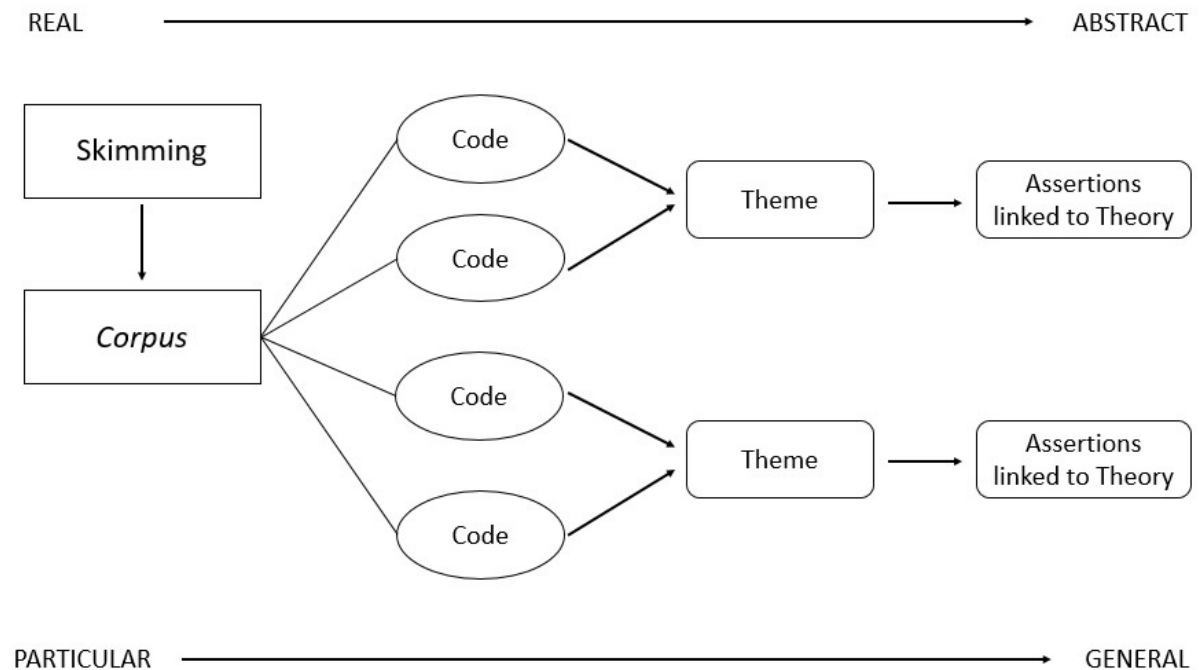 REAL
ABSTRACT
Skimming
Corpus
Code
Code
Code
Code
Theme
Theme
Assertions
linked to Theory
Assertions
linked to Theory
PARTICULAR
GENERAL